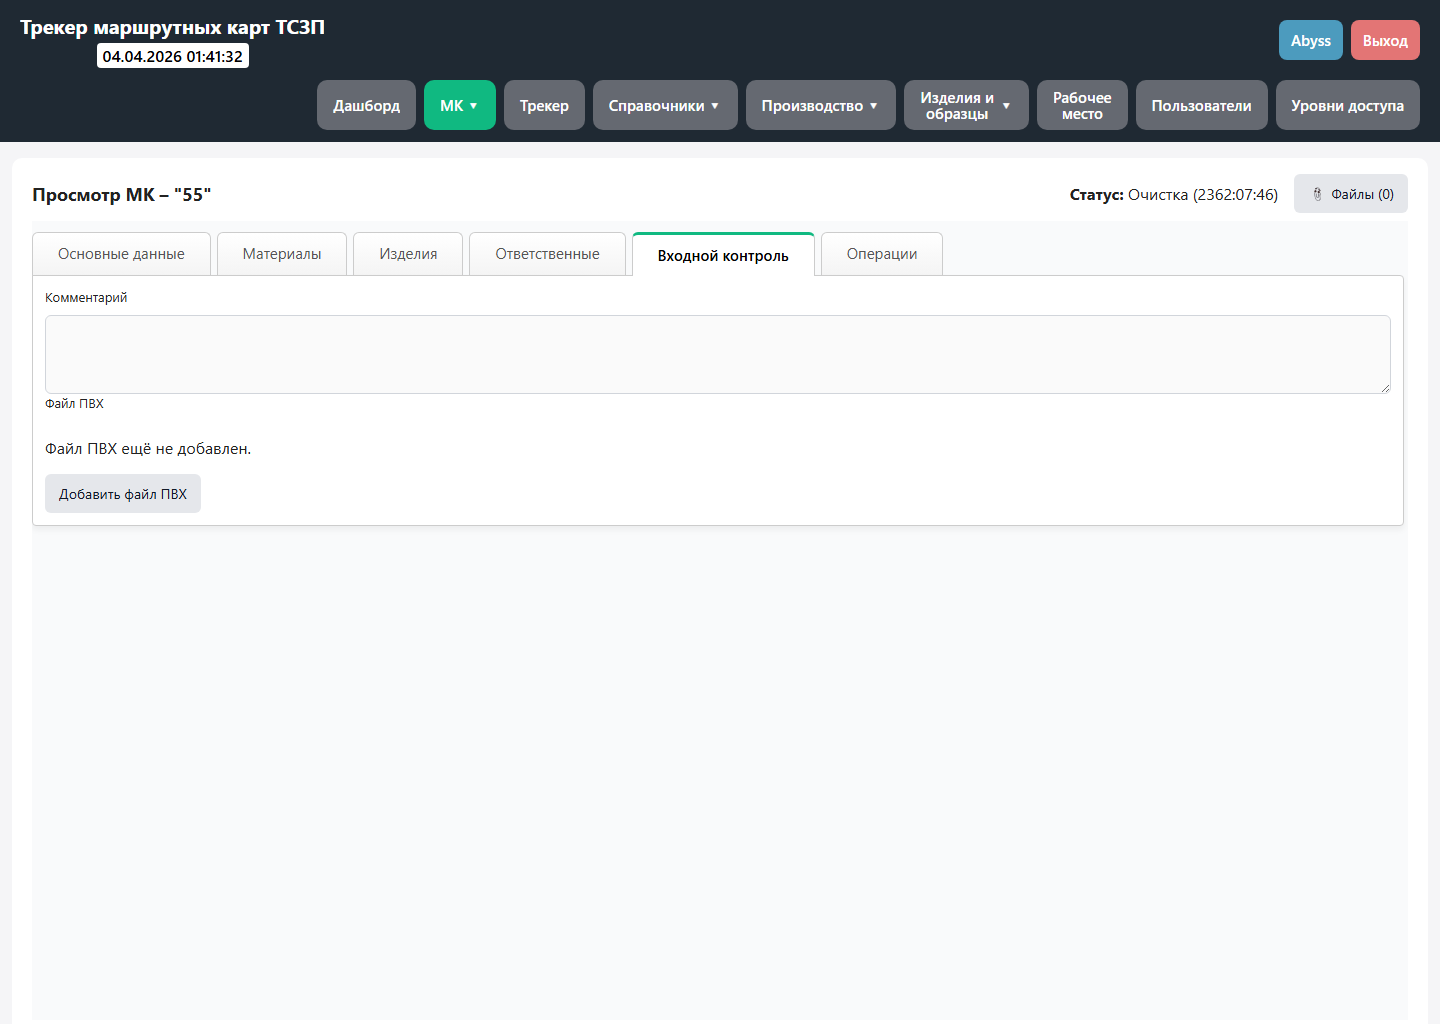 Трекер маршрутных карт ТСЗП
04.04.2026 01:41:32
Abyss
Выход
Дашборд
МК ▼
Трекер
Справочники ▼
Производство ▼
Изделия и
образцы ▼
Рабочее
место
Пользователи
Уровни доступа
Просмотр МК – "55"
Статус: Очистка (2362:07:46)
Файлы (0)
Основные данные
Материалы
Изделия
Ответственные
Входной контроль
Операции
Комментарий
Файл ПВХ
Файл ПВХ ещё не добавлен.
Добавить файл ПВХ